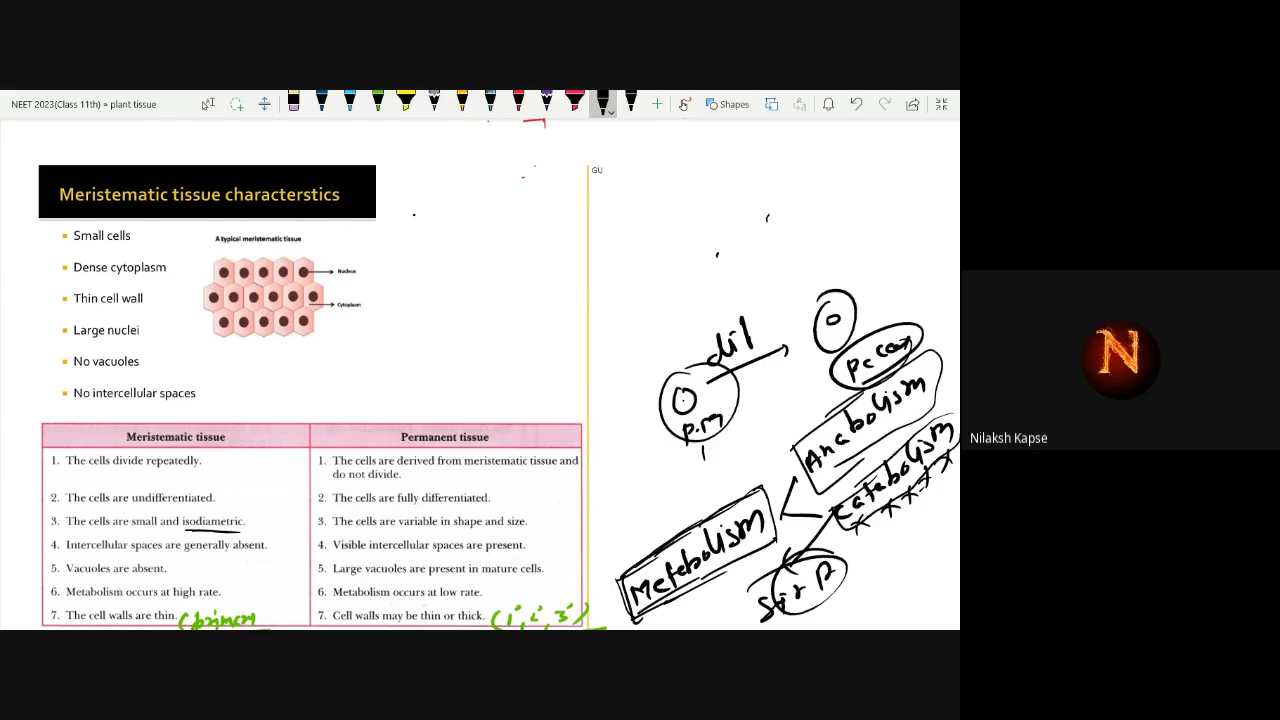 NEET 2023(Class 11th) » plant tissue
Shapes
GU
Meristematic tissue characterstics
Small cells
Dense cytoplasm
Thin cell wall
Large nuclei
No vacuoles
No intercellular spaces
A typical meristematic tissue
Nucleus
Cytoplasm
Meristematic tissue
1. The cells divide repeatedly.
2. The cells are undifferentiated.
3. The cells are small and isodiametric.
4. Intercellular spaces are generally absent.
5. Vacuoles are absent.
6. Metabolism occurs at high rate.
7. The cell walls are thin.
Permanent tissue
1. The cells are derived from meristematic tissue and
do not divide.
2. The cells are fully differentiated.
3. The cells are variable in shape and size.
4. Visible intercellular spaces are present.
5. Large vacuoles are present in mature cells.
6. Metabolism occurs at low rate.
7. Cell walls may be thin or thick.
P.M
Anabolism
Catabolism
Metabolism
Nilaksh Kapse
N